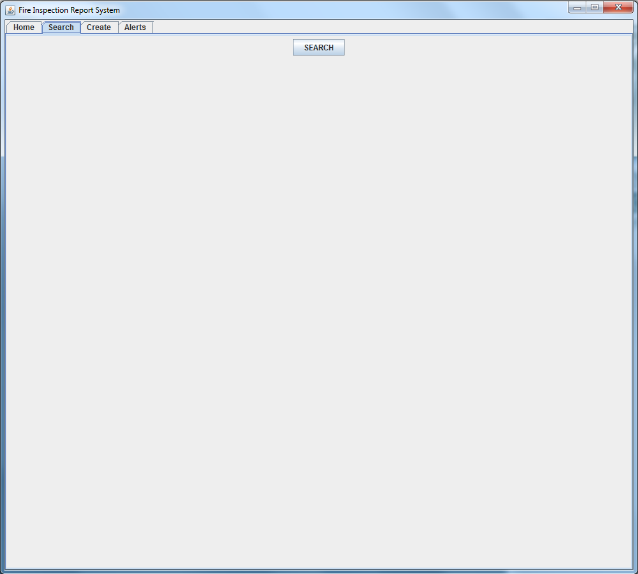 Fire Inspection Report System
Home Search Create Alerts
SEARCH